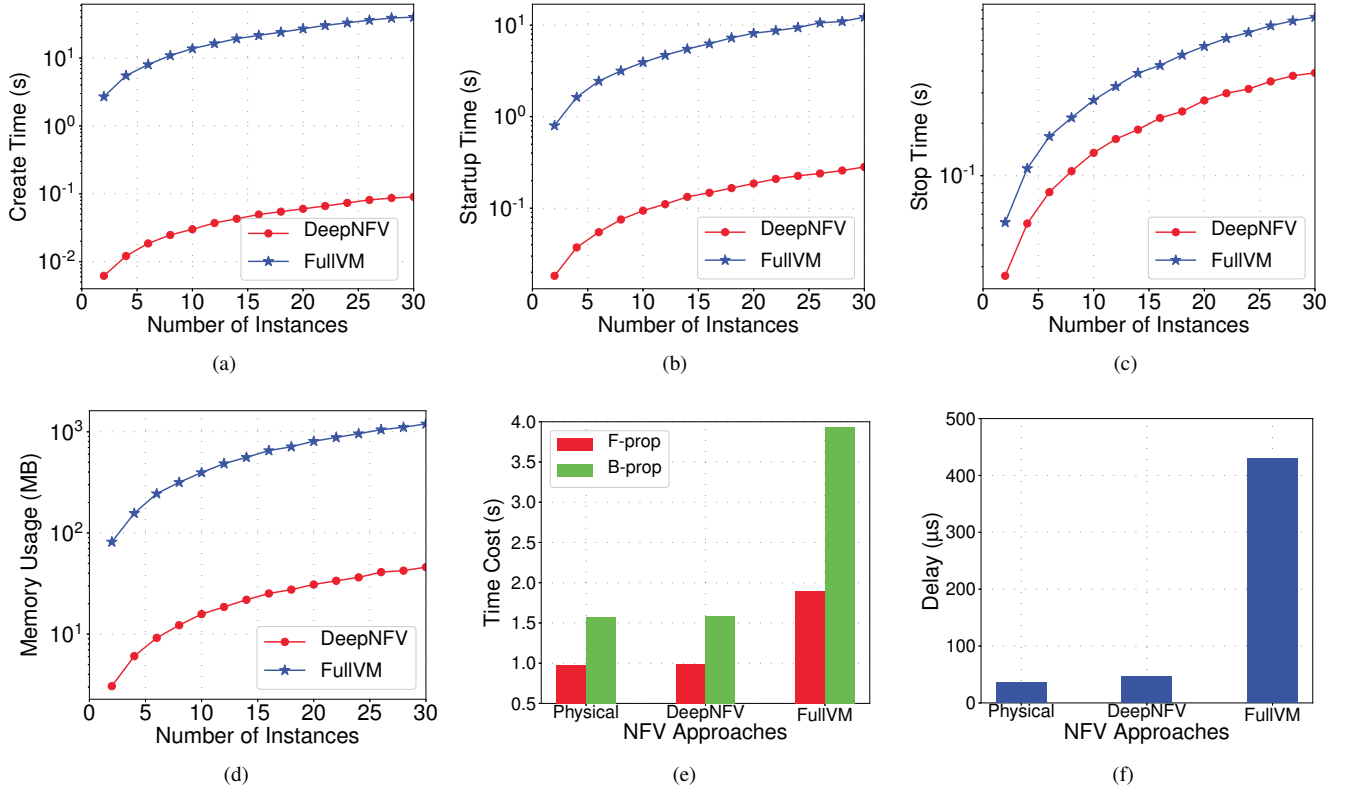 10^1
10^0
10^-1
10^-2
Create Time (s)
DeepNFV
FullVM
0 5 10 15 20 25 30
Number of Instances
(a)
10^1
10^0
10^-1
Startup Time (s)
DeepNFV
FullVM
0 5 10 15 20 25 30
Number of Instances
(b)
10^-1
Stop Time (s)
DeepNFV
FullVM
0 5 10 15 20 25 30
Number of Instances
(c)
10^3
10^2
10^1
Memory Usage (MB)
DeepNFV
FullVM
0 5 10 15 20 25 30
Number of Instances
(d)
4.0
3.5
3.0
2.5
2.0
1.5
1.0
0.5
Time Cost (s)
F-prop
B-prop
Physical DeepNFV FullVM
NFV Approaches
(e)
500
400
300
200
100
0
Delay (μs)
Physical DeepNFV FullVM
NFV Approaches
(f)